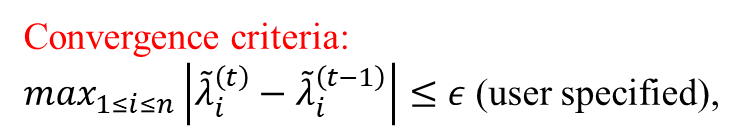 Convergence criteria:
max₁≤ᵢ≤ₙ |λ̃ᵢ⁽ᵗ⁾ − λ̃ᵢ⁽ᵗ⁻¹⁾| ≤ ϵ (user specified),